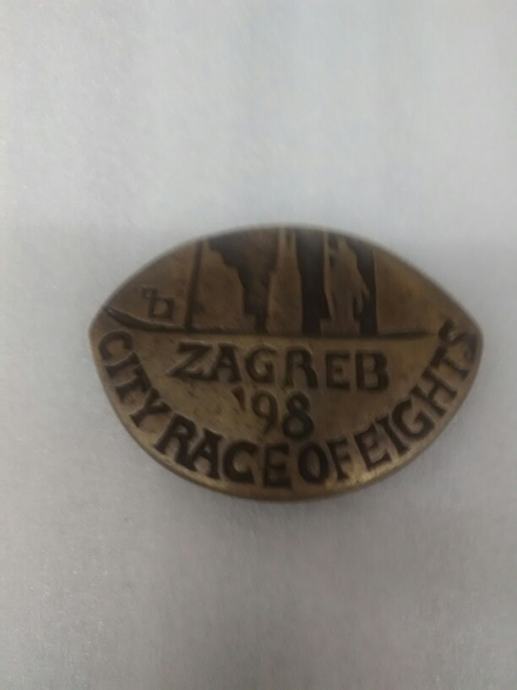 ZAGREB
'98
CITY RACE OF EIGHTS